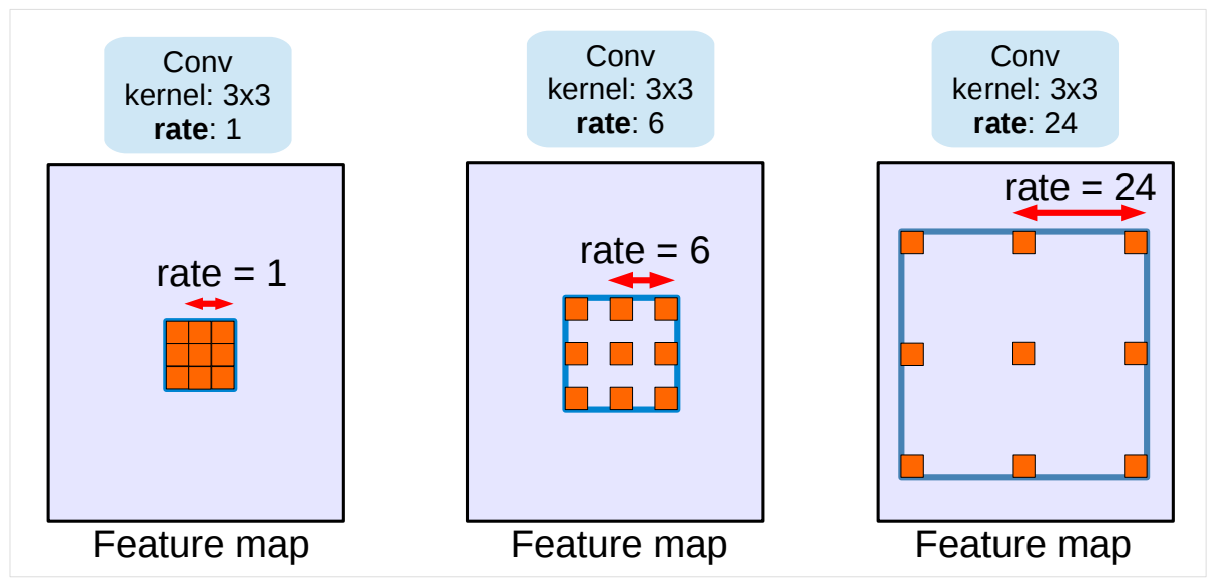 Conv
kernel: 3x3
rate: 1
Conv
kernel: 3x3
rate: 6
Conv
kernel: 3x3
rate: 24
rate = 1
rate = 6
rate = 24
Feature map
Feature map
Feature map